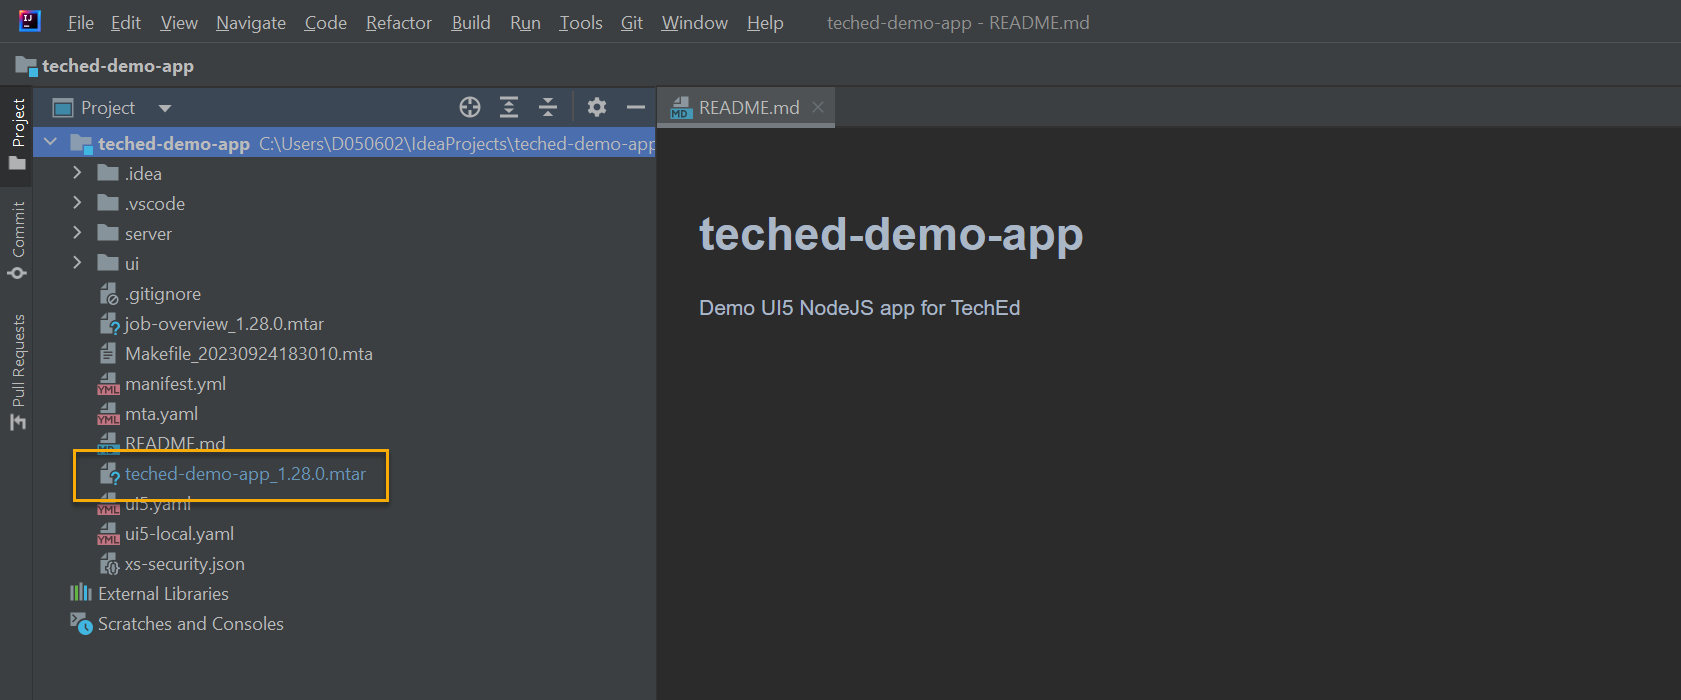 File Edit View Navigate Code Refactor Build Run Tools Git Window Help teched-demo-app - README.md
teched-demo-app
Project
Commit
Pull Requests
Project
README.md
teched-demo-app C:\Users\D050602\IdeaProjects\teched-demo-app
.idea
.vscode
server
ui
.gitignore
job-overview_1.28.0.mtar
Makefile_20230924183010.mta
manifest.yml
mta.yaml
README.md
teched-demo-app_1.28.0.mtar
ui5.yaml
ui5-local.yaml
xs-security.json
External Libraries
Scratches and Consoles
teched-demo-app
Demo UI5 NodeJS app for TechEd